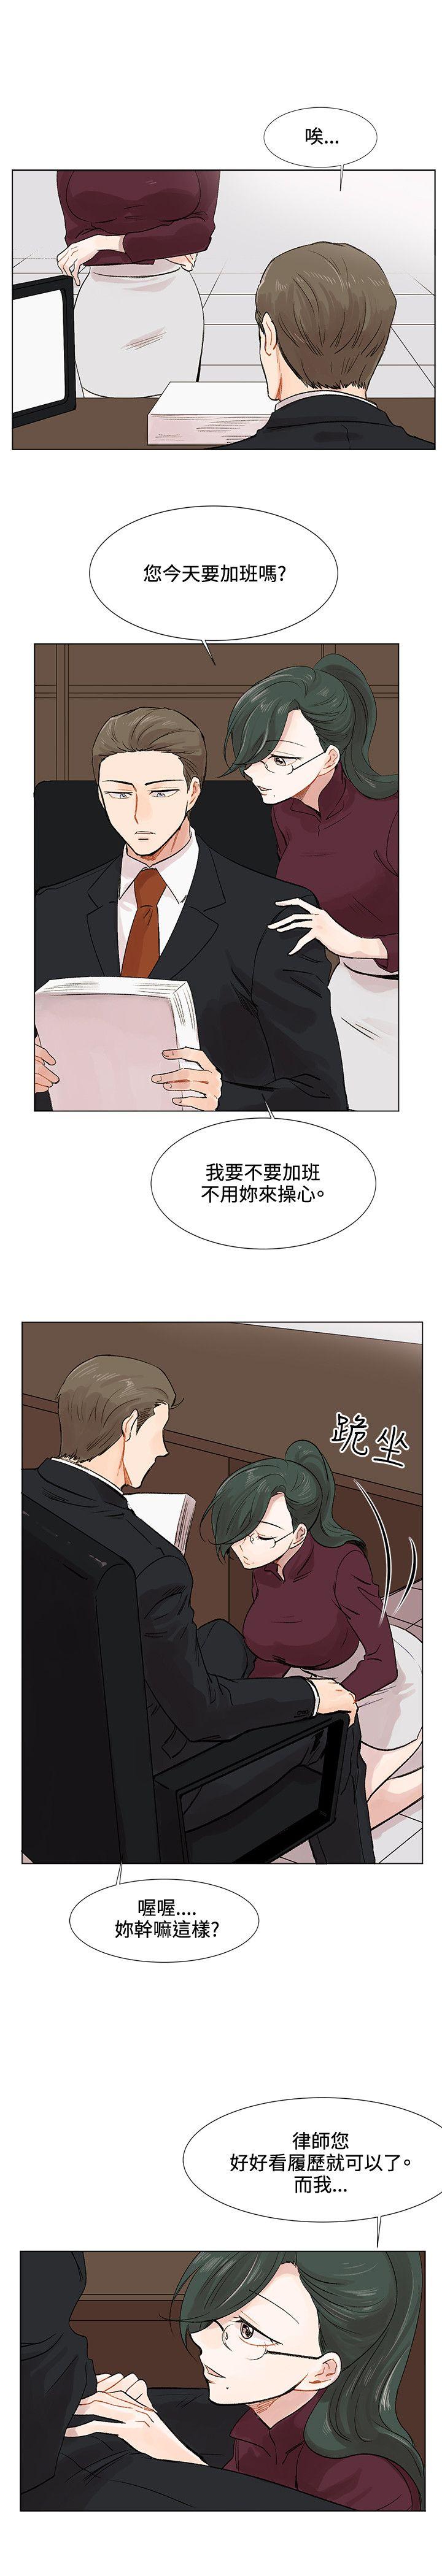 唉...
您今天要加班嗎?
我要不要加班
不用妳來操心。
跪坐
喔喔....
妳幹嘛這樣?
律師您
好好看履歷就可以了。
而我...